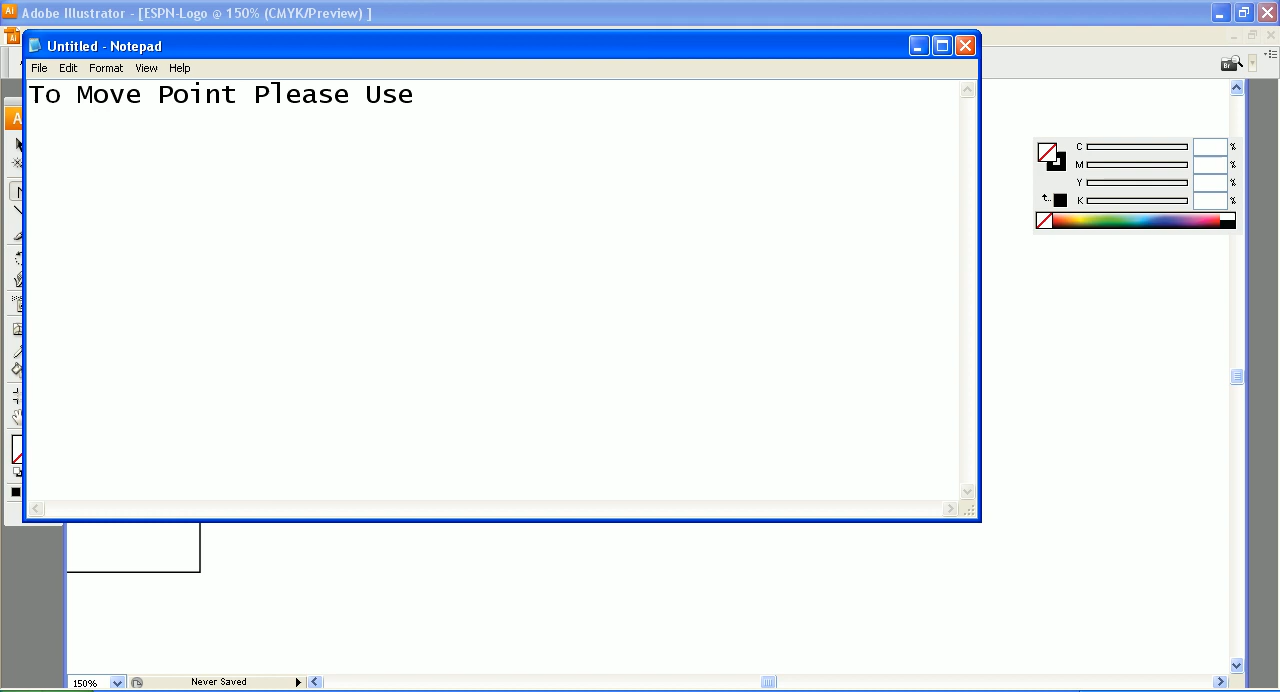 Adobe Illustrator - [ESPN-Logo @ 150% (CMYK/Preview) ]
Untitled - Notepad
File Edit Format View Help
To Move Point Please Use
C %
M %
Y %
K %
150% Never Saved